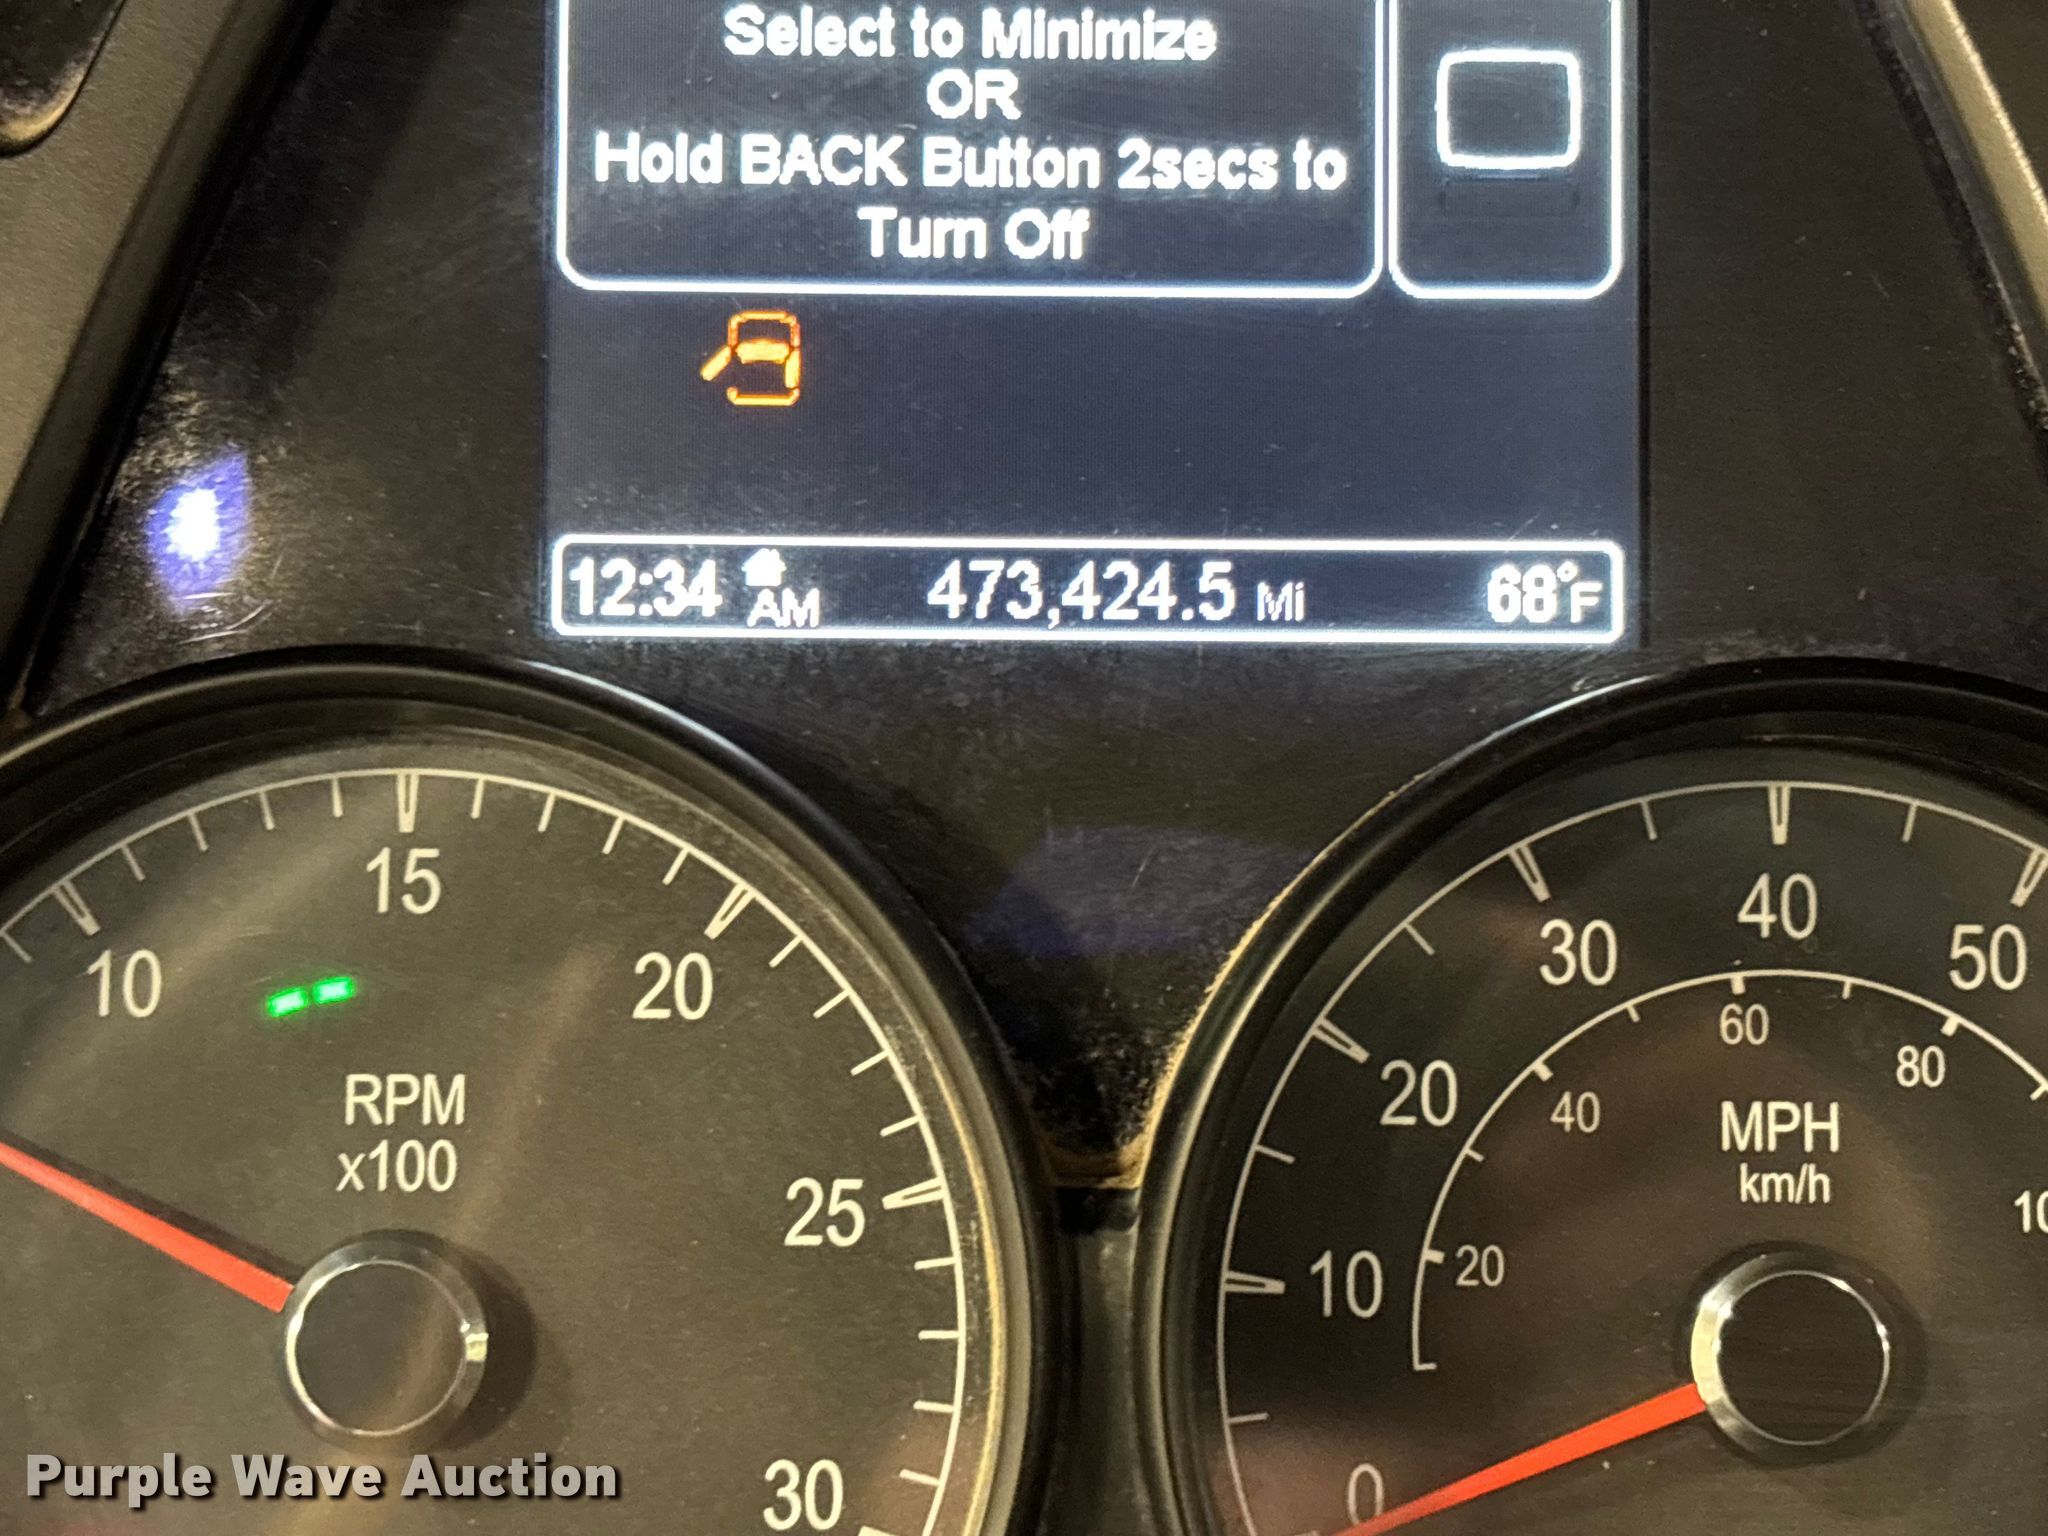 Select to Minimize
OR
Hold BACK Button 2secs to
Turn Off
12:34 AM 473,424.5 Mi 68°F
15
10
20
RPM
x100
25
30
40
30
50
60
20
80
40
MPH
km/h
10
20
0
Purple Wave Auction